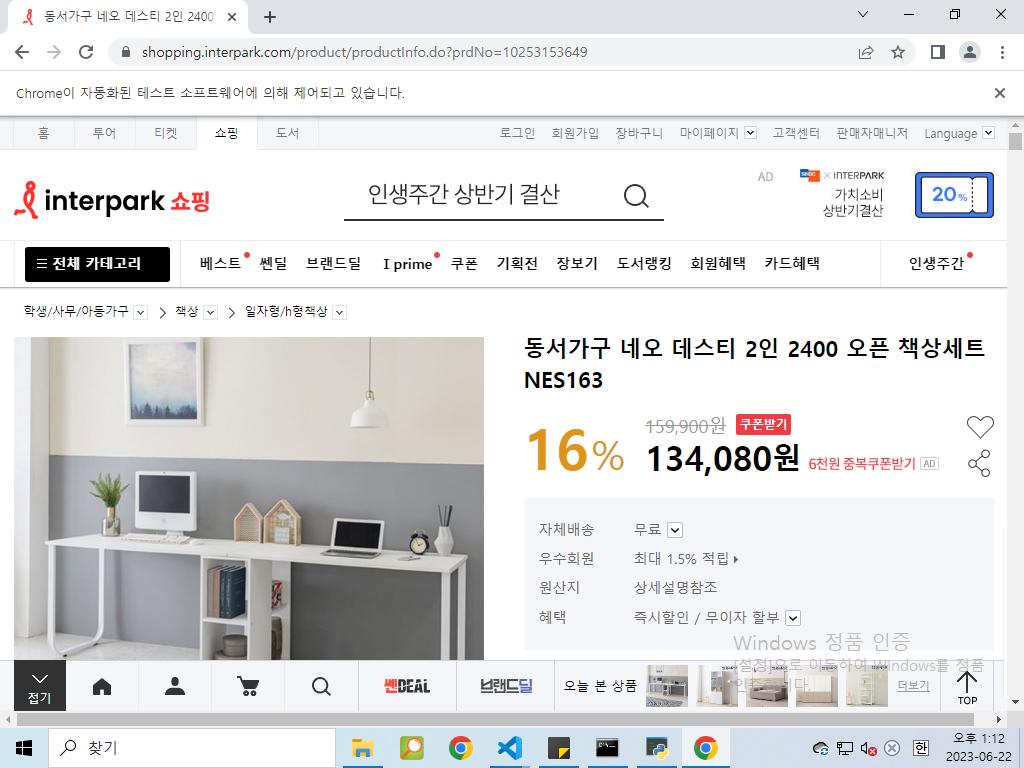 동서가구 네오 데스티 2인 2400
shopping.interpark.com/product/productInfo.do?prdNo=10253153649
Chrome이 자동화된 테스트 소프트웨어에 의해 제어되고 있습니다.
홈 투어 티켓 쇼핑 도서 로그인 회원가입 장바구니 마이페이지 고객센터 판매자매니저 Language
interpark 쇼핑
인생주간 상반기 결산
AD
× INTERPARK
가치소비
상반기결산
20%
전체 카테고리 베스트 쎈딜 브랜드딜 I prime 쿠폰 기획전 장보기 도서랭킹 회원혜택 카드혜택 인생주간
학생/사무/아동가구 책상 일자형/h형책상
동서가구 네오 데스티 2인 2400 오픈 책상세트
NES163
16%
159,900원 쿠폰받기
134,080원 6천원 중복쿠폰받기 AD
자체배송 무료
우수회원 최대 1.5% 적립
원산지 상세설명참조
혜택 즉시할인 / 무이자 할부
Windows 정품 인증
[설정]으로 이동하여 Windows를 정품
접기
쎈DEAL
브랜드딜
오늘 본 상품
더보기
TOP
찾기
한
오후 1:12
2023-06-22